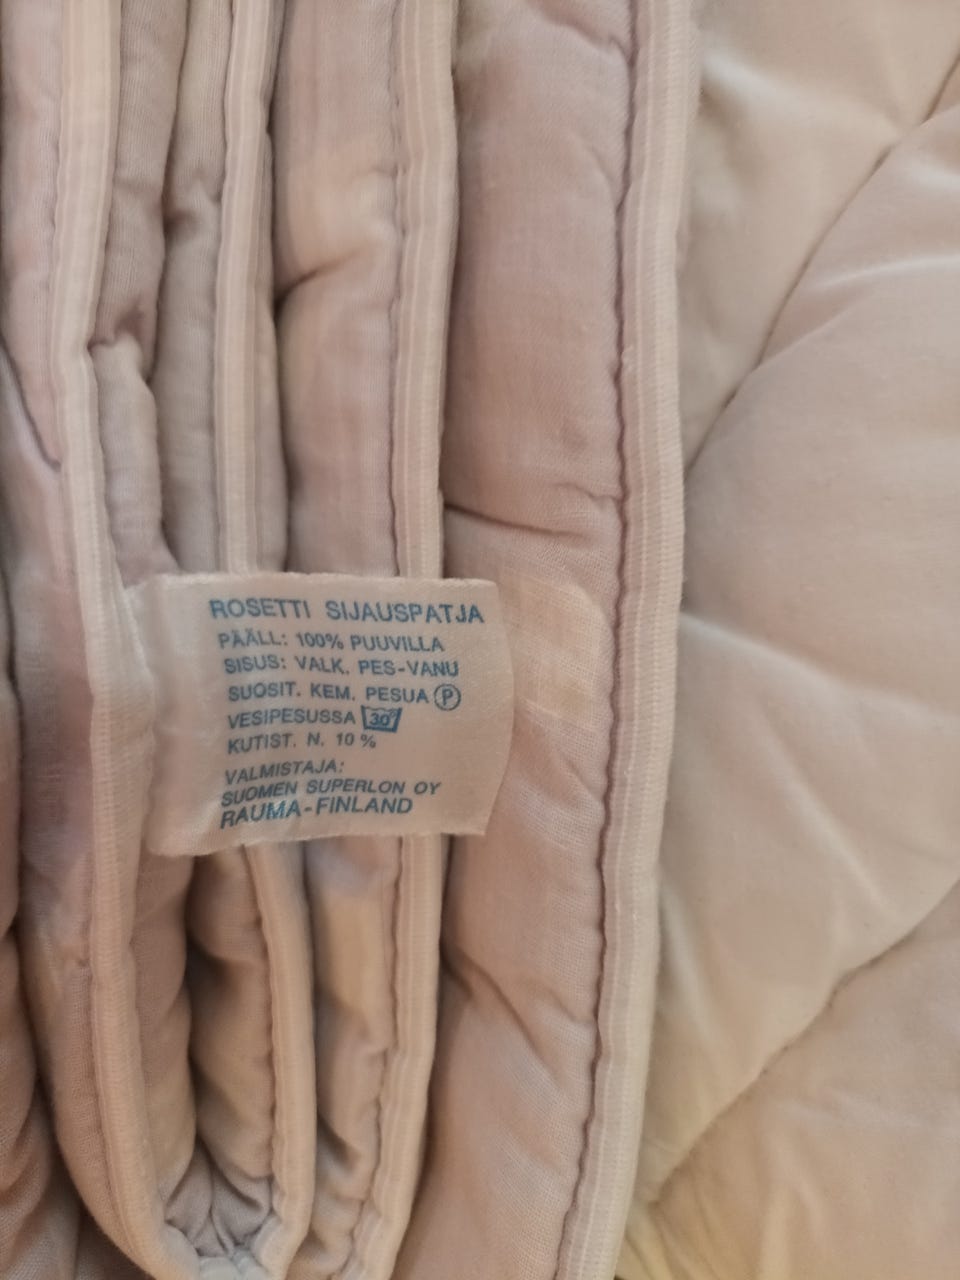 ROSETTI SIJAUSPATJA
PÄÄLL: 100% PUUVILLA
SISUS: VALK. PES-VANU
SUOSIT. KEM. PESUA Ⓟ
VESIPESUSSA 30°
KUTIST. N. 10 %
VALMISTAJA:
SUOMEN SUPERLON OY
RAUMA-FINLAND